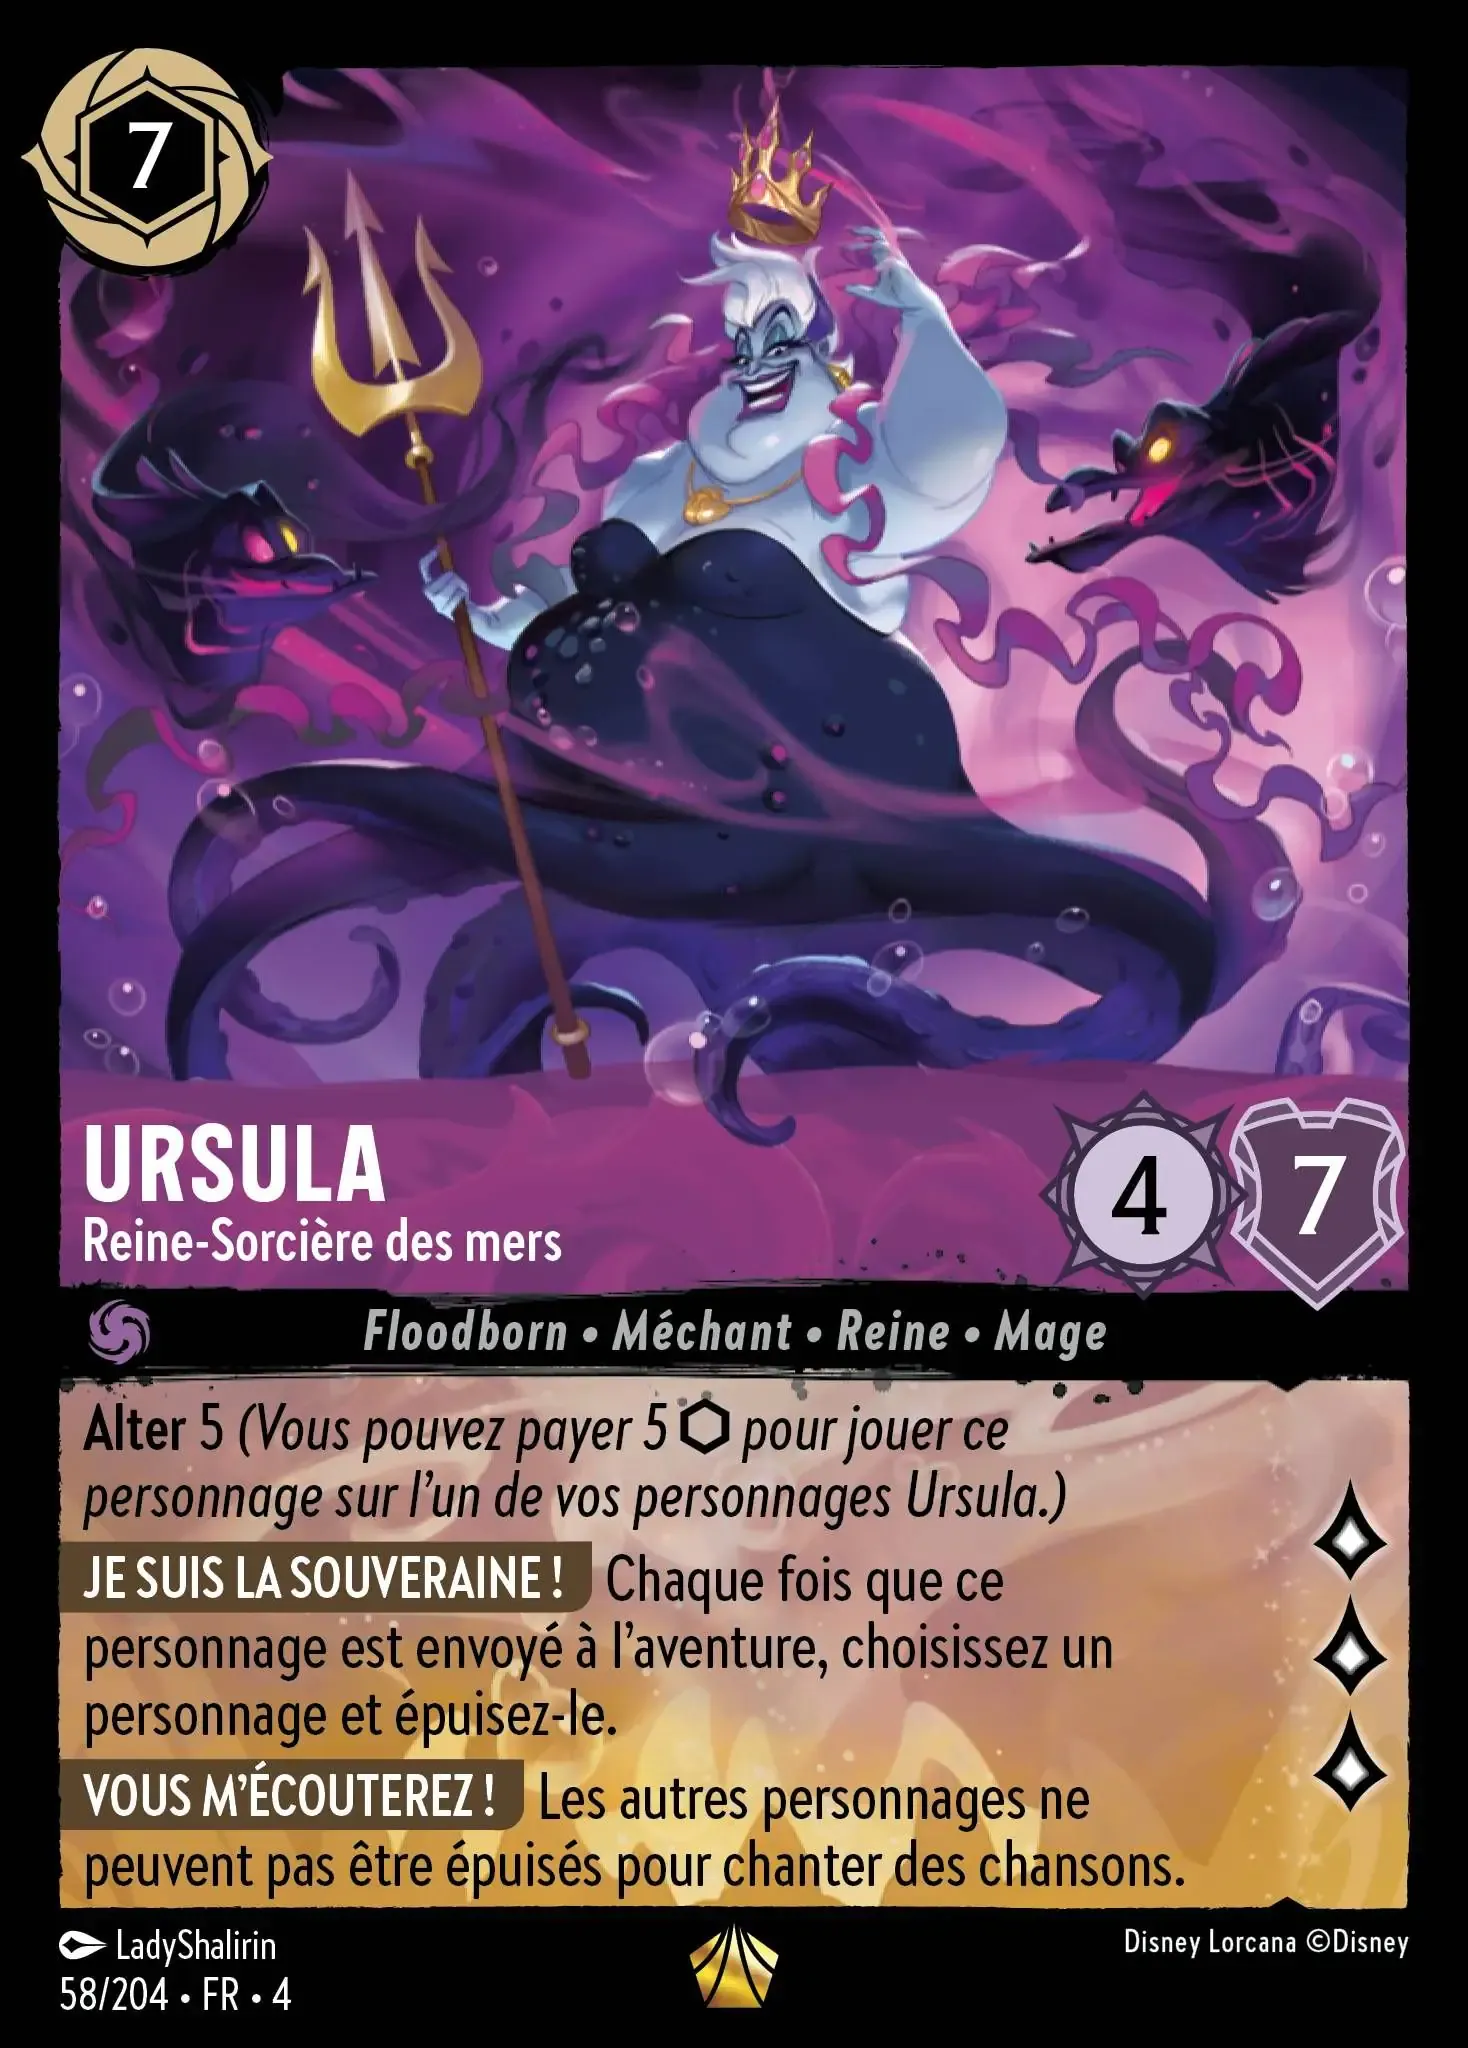 7
URSULA
Reine-Sorcière des mers
4 7
Floodborn • Méchant • Reine • Mage
Alter 5 (Vous pouvez payer 5 ⬡ pour jouer ce
personnage sur l'un de vos personnages Ursula.)
JE SUIS LA SOUVERAINE ! Chaque fois que ce
personnage est envoyé à l'aventure, choisissez un
personnage et épuisez-le.
VOUS M'ÉCOUTEREZ ! Les autres personnages ne
peuvent pas être épuisés pour chanter des chansons.
LadyShalirin
Disney Lorcana ©Disney
58/204 • FR • 4